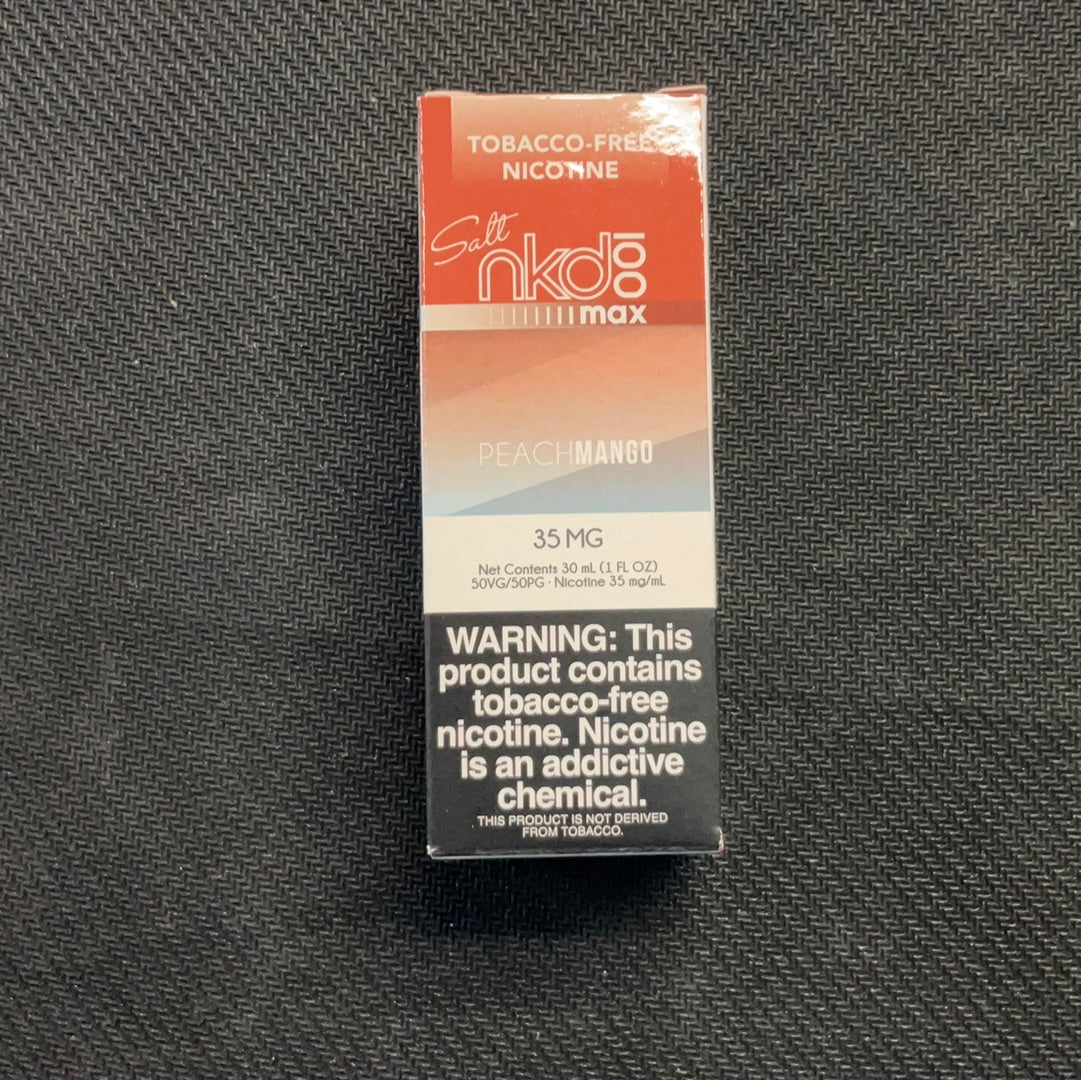 TOBACCO-FREE
NICOTINE
Salt
nkd 100
max
PEACHMANGO
35 MG
Net Contents 30 mL (1 FL OZ)
50VG/50PG · Nicotine 35 mg/mL
WARNING: This
product contains
tobacco-free
nicotine. Nicotine
is an addictive
chemical.
THIS PRODUCT IS NOT DERIVED
FROM TOBACCO.